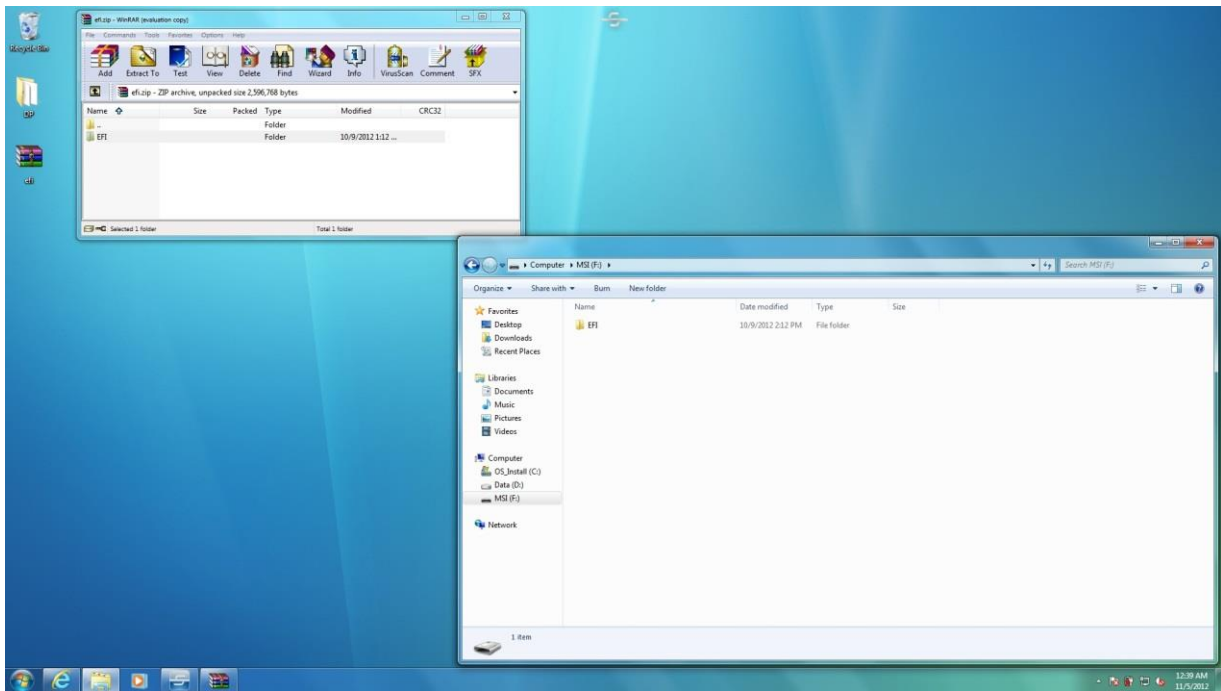 efi.zip - WinRAR (evaluation copy)
File Commands Tools Favorites Options Help
Add Extract To Test View Delete Find Wizard Info VirusScan Comment SFX
efi.zip - ZIP archive, unpacked size 2,596,768 bytes
Name Size Packed Type Modified CRC32
.. Folder
EFI Folder 10/9/2012 1:12 ...
Selected 1 folder Total 1 folder
Recycle Bin
DP
efi
Computer MSI (F:)
Search MSI (F:)
Organize Share with Burn New folder
Name Date modified Type Size
EFI 10/9/2012 2:12 PM File folder
Favorites
Desktop
Downloads
Recent Places
Libraries
Documents
Music
Pictures
Videos
Computer
OS_Install (C:)
Data (D:)
MSI (F:)
Network
1 item
12:39 AM
11/5/2012